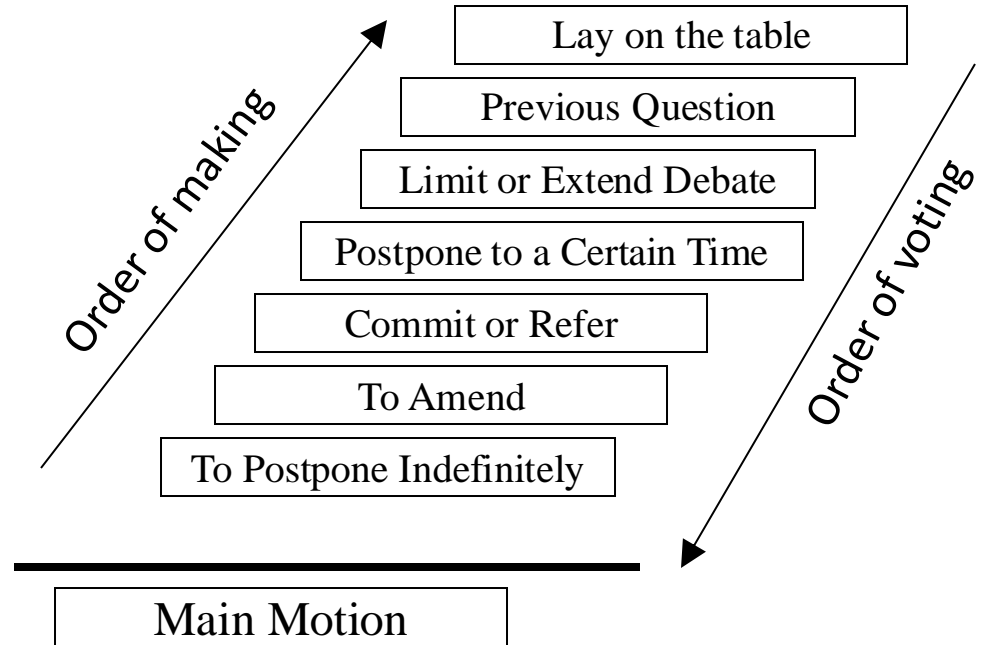 Lay on the table
Previous Question
Limit or Extend Debate
Postpone to a Certain Time
Commit or Refer
To Amend
To Postpone Indefinitely
Main Motion
Order of making
Order of voting